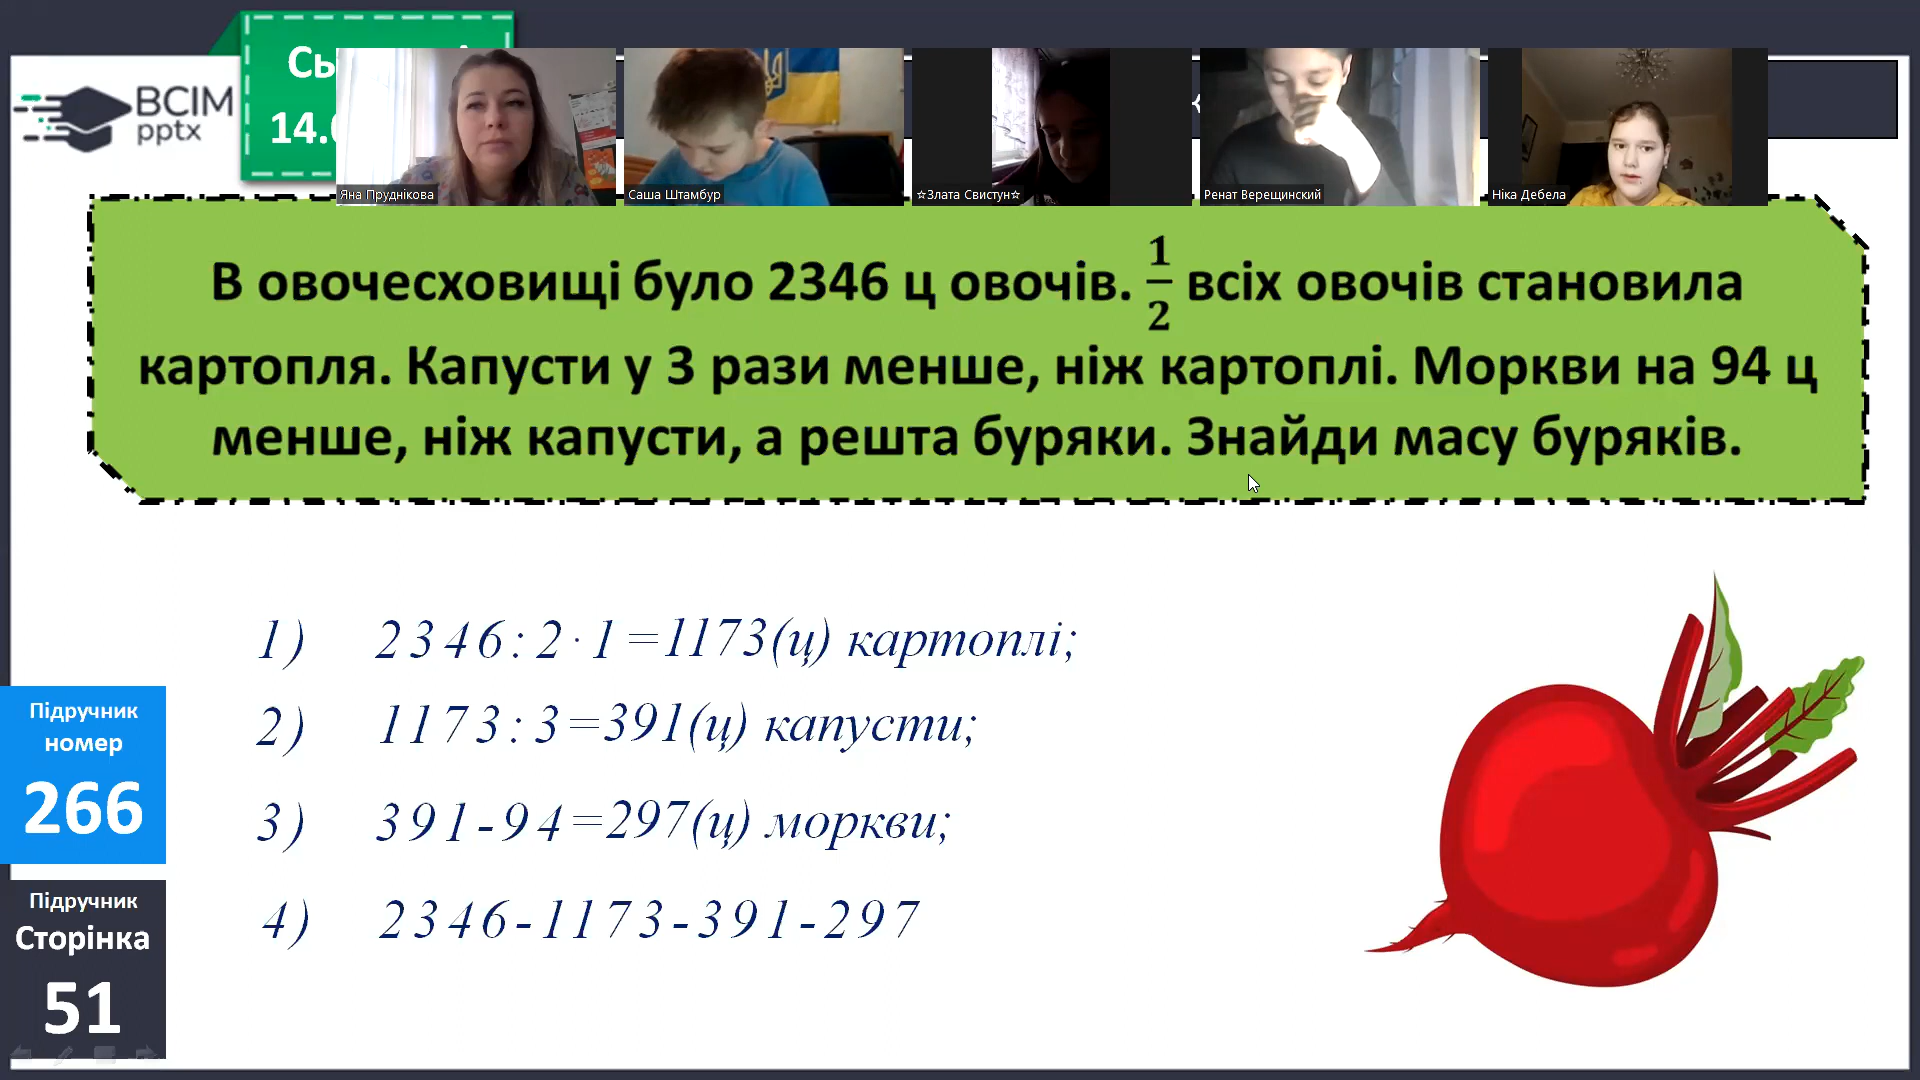 ВСІМ
pptx
14.0
Яна Пруднікова
Саша Штамбур
☆Злата Свистун☆
Ренат Верещинский
Ніка Дебела
В овочесховищі було 2346 ц овочів. 1/2 всіх овочів становила
картопля. Капусти у 3 рази менше, ніж картоплі. Моркви на 94 ц
менше, ніж капусти, а решта буряки. Знайди масу буряків.
1) 2346:2·1=1173(ц) картоплі;
2) 1173:3=391(ц) капусти;
3) 391-94=297(ц) моркви;
4) 2346-1173-391-297
Підручник
номер
266
Підручник
Сторінка
51